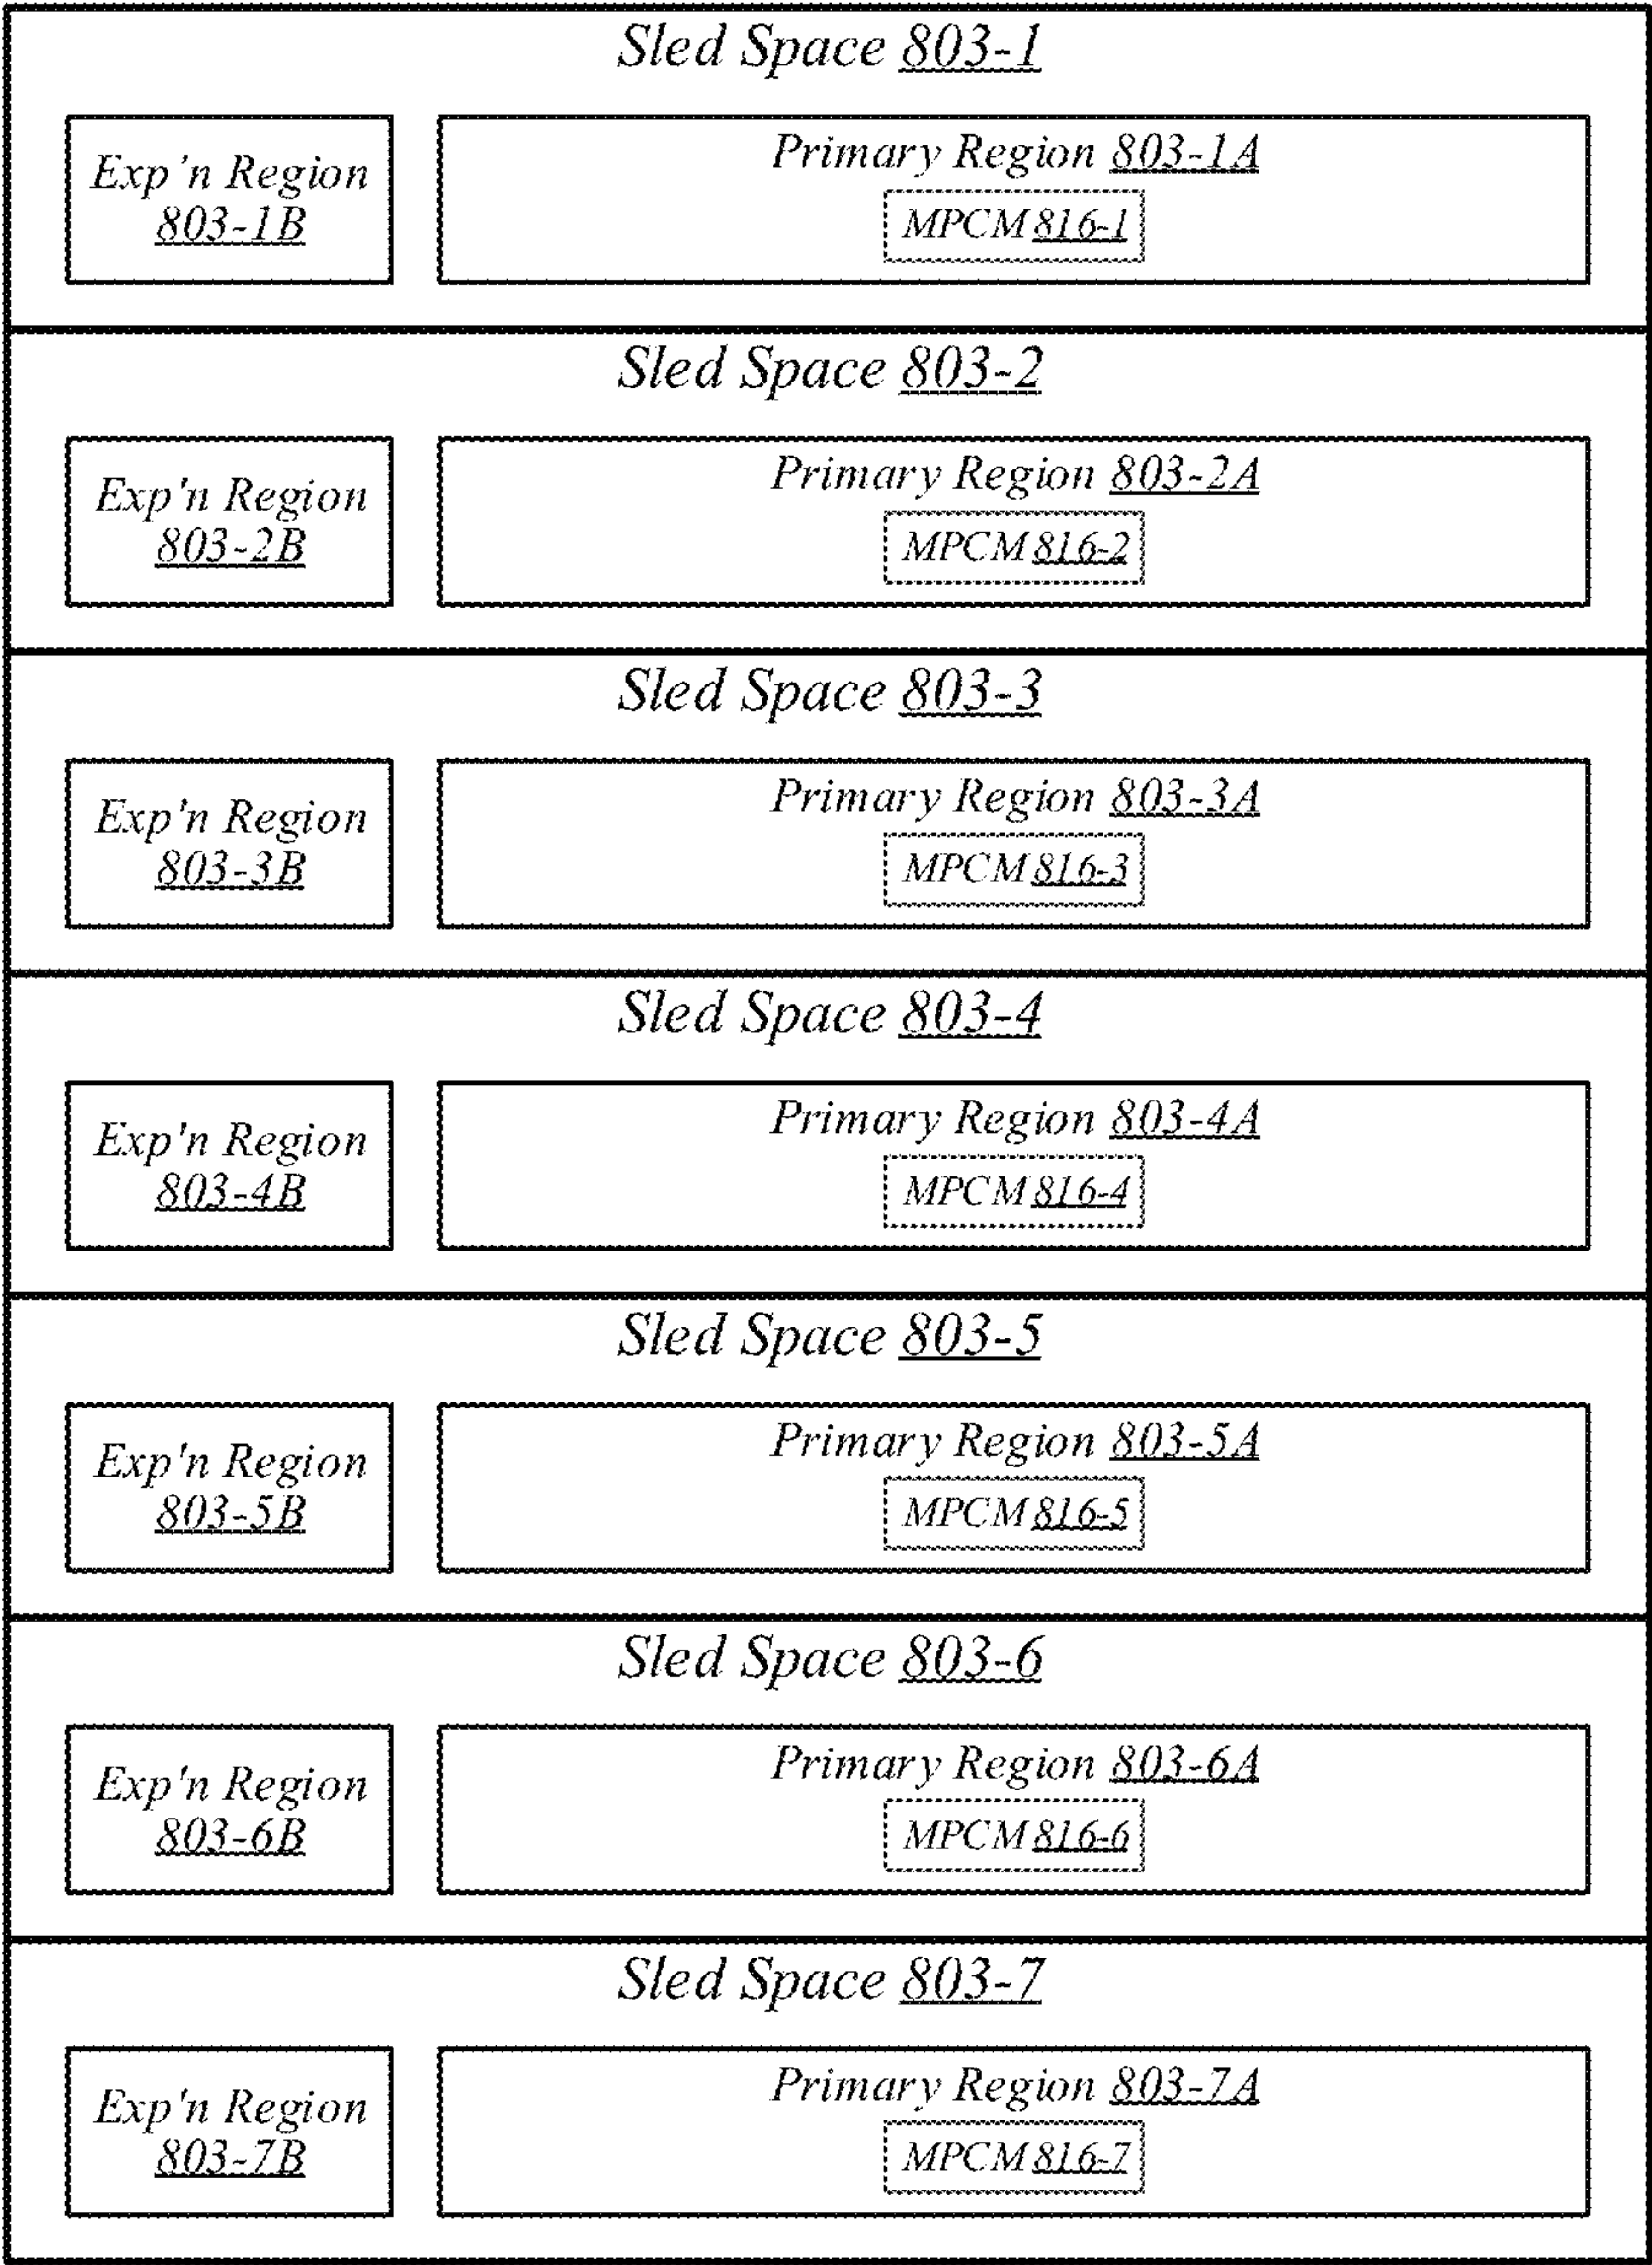 Sled Space 803-1
Exp'n Region
803-1B
Primary Region 803-1A
MPCM 816-1
Sled Space 803-2
Exp'n Region
803-2B
Primary Region 803-2A
MPCM 816-2
Sled Space 803-3
Exp'n Region
803-3B
Primary Region 803-3A
MPCM 816-3
Sled Space 803-4
Exp'n Region
803-4B
Primary Region 803-4A
MPCM 816-4
Sled Space 803-5
Exp'n Region
803-5B
Primary Region 803-5A
MPCM 816-5
Sled Space 803-6
Exp'n Region
803-6B
Primary Region 803-6A
MPCM 816-6
Sled Space 803-7
Exp'n Region
803-7B
Primary Region 803-7A
MPCM 816-7